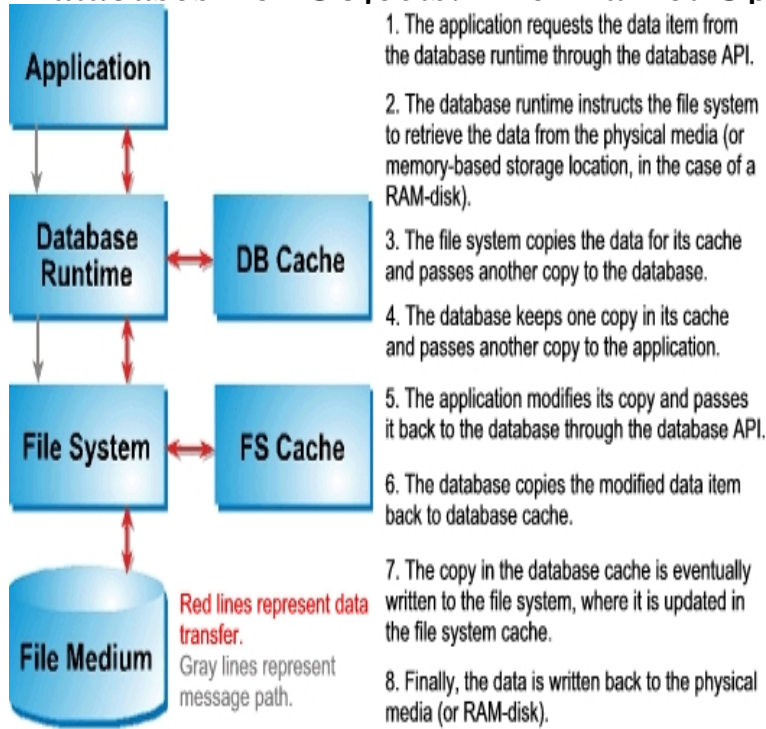 Application
Database
Runtime
DB Cache
File System
FS Cache
File Medium
Red lines represent data
transfer.
Gray lines represent
message path.
1. The application requests the data item from
the database runtime through the database API.
2. The database runtime instructs the file system
to retrieve the data from the physical media (or
memory-based storage location, in the case of a
RAM-disk).
3. The file system copies the data for its cache
and passes another copy to the database.
4. The database keeps one copy in its cache
and passes another copy to the application.
5. The application modifies its copy and passes
it back to the database through the database API.
6. The database copies the modified data item
back to database cache.
7. The copy in the database cache is eventually
written to the file system, where it is updated in
the file system cache.
8. Finally, the data is written back to the physical
media (or RAM-disk).